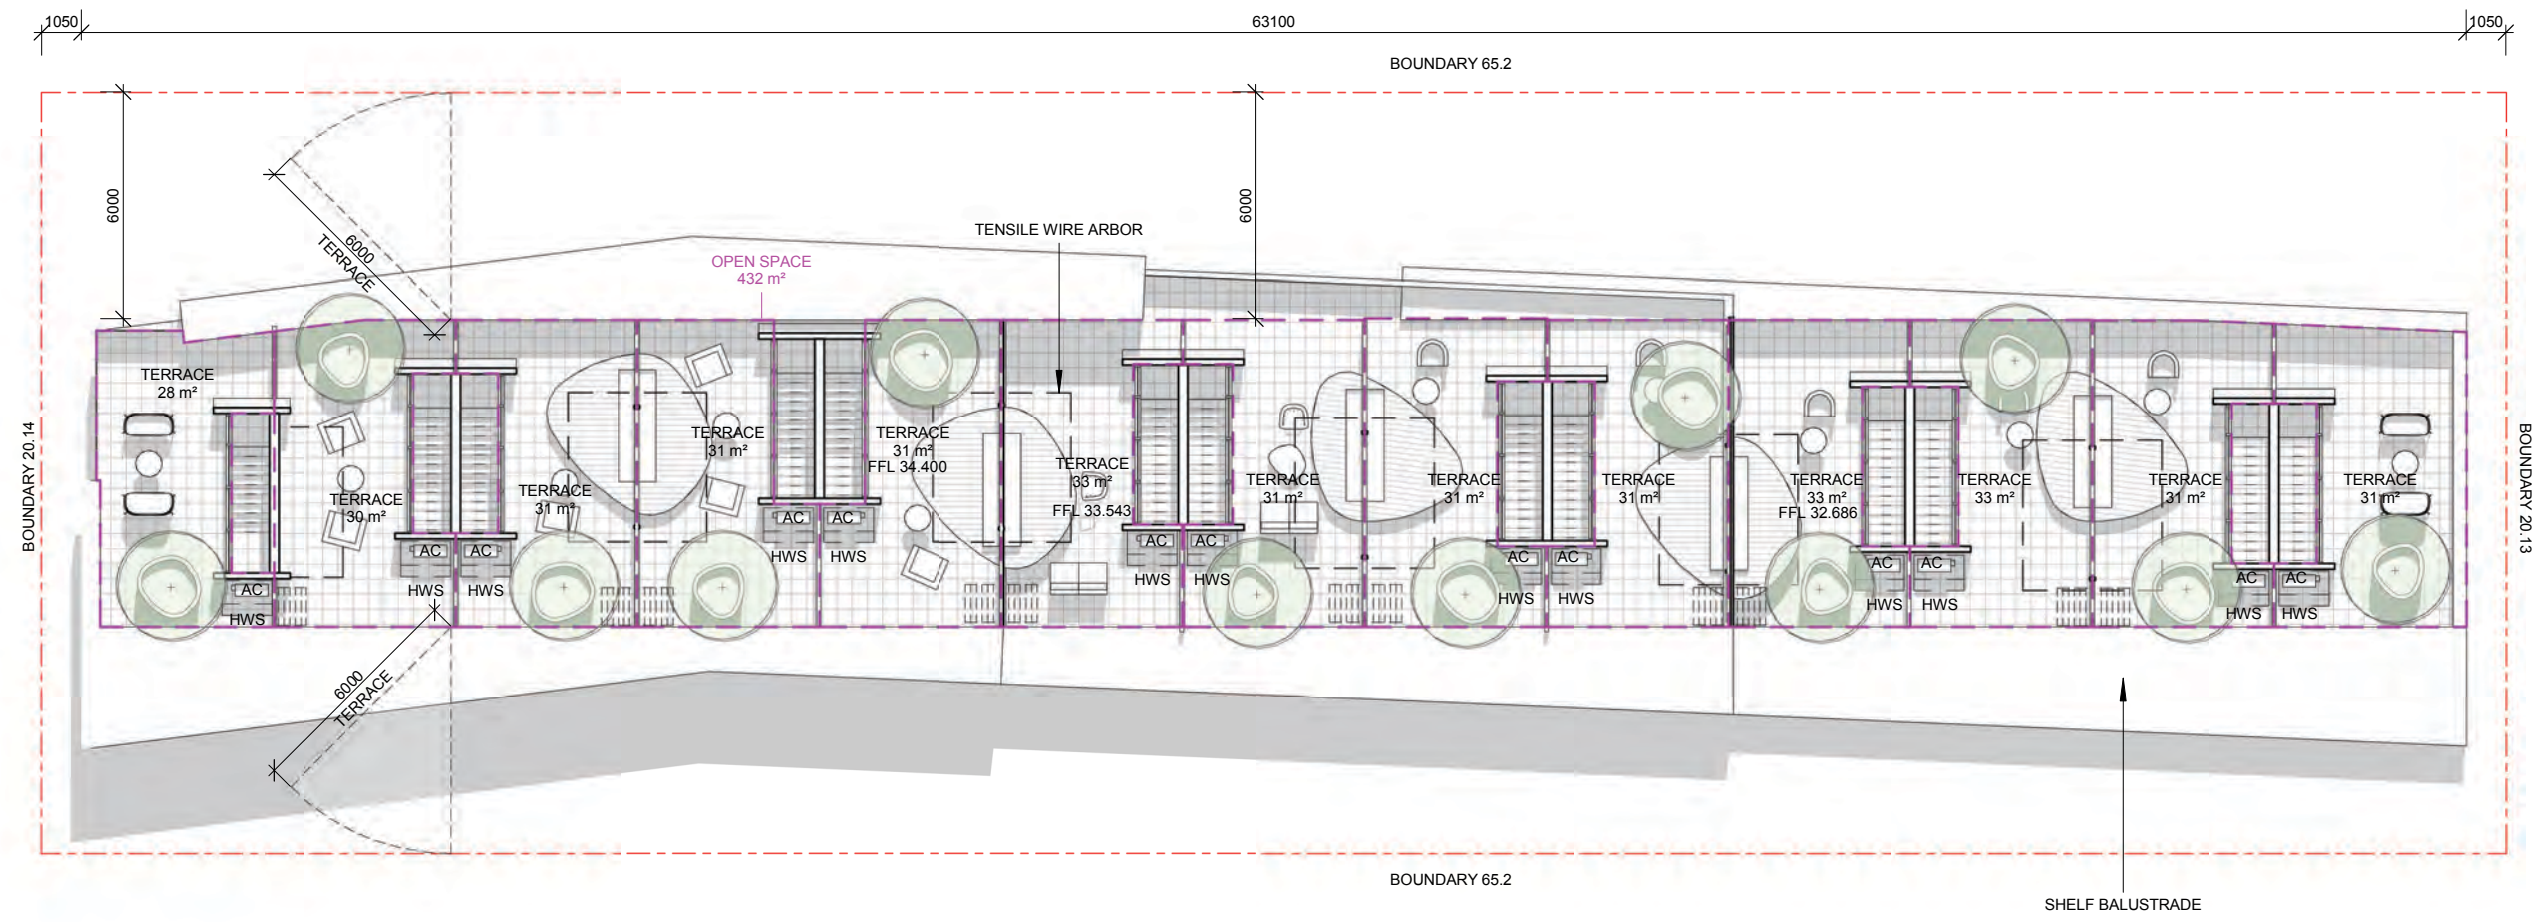 1050
63100
1050
BOUNDARY 65.2
6000
6000
TERRACE
6000
TENSILE WIRE ARBOR
OPEN SPACE
432 m²
BOUNDARY 20.14
BOUNDARY 20.13
TERRACE
28 m²
TERRACE
30 m²
TERRACE
31 m²
TERRACE
31 m²
TERRACE
31 m²
FFL 34.400
TERRACE
33 m²
FFL 33.543
TERRACE
31 m²
TERRACE
31 m²
TERRACE
31 m²
TERRACE
33 m²
FFL 32.686
TERRACE
33 m²
TERRACE
31 m²
TERRACE
31 m²
AC
HWS
AC
AC
HWS
HWS
AC
AC
HWS
HWS
AC
AC
HWS
HWS
AC
AC
HWS
HWS
AC
AC
HWS
HWS
AC
AC
HWS
HWS
6000
TERRACE
BOUNDARY 65.2
SHELF BALUSTRADE